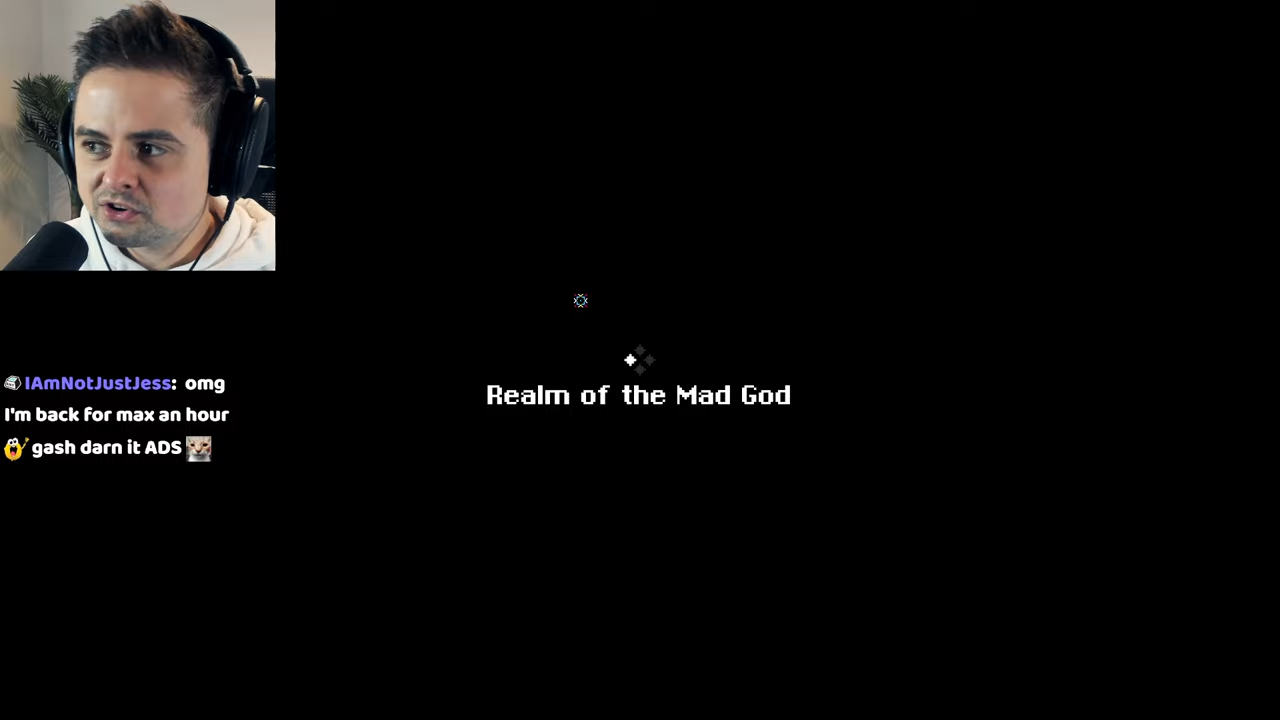 IAmNotJustJess: omg
I'm back for max an hour
gash darn it ADS
Realm of the Mad God